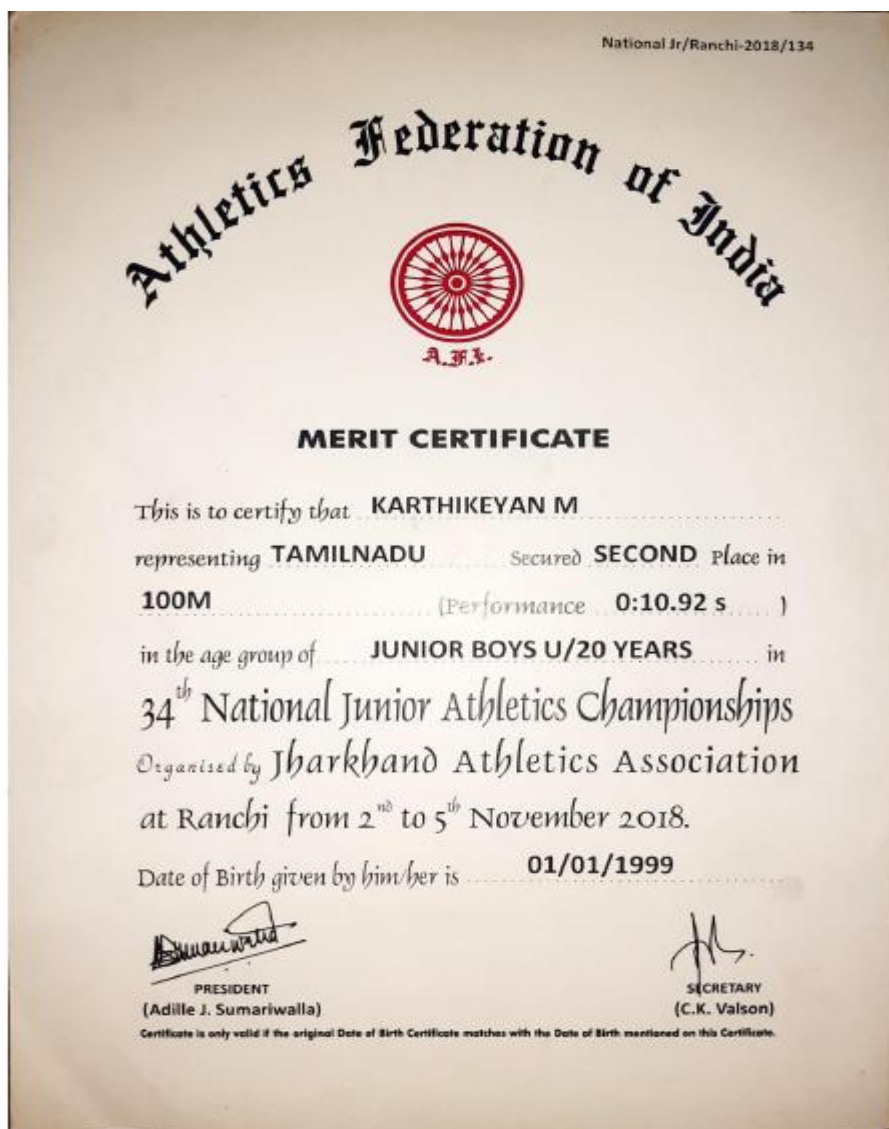 National Jr/Ranchi-2018/134
Athletics Federation of India
A.F.I.
MERIT CERTIFICATE
This is to certify that KARTHIKEYAN M
representing TAMILNADU Secured SECOND Place in
100M (Performance 0:10.92 s )
in the age group of JUNIOR BOYS U/20 YEARS in
34th National Junior Athletics Championships
Organised by Jharkhand Athletics Association
at Ranchi from 2nd to 5th November 2018.
Date of Birth given by him/her is 01/01/1999
PRESIDENT SECRETARY
(Adille J. Sumariwalla) (C.K. Valson)
Certificate is only valid if the original Date of Birth Certificate matches with the Date of Birth mentioned on this Certificate.